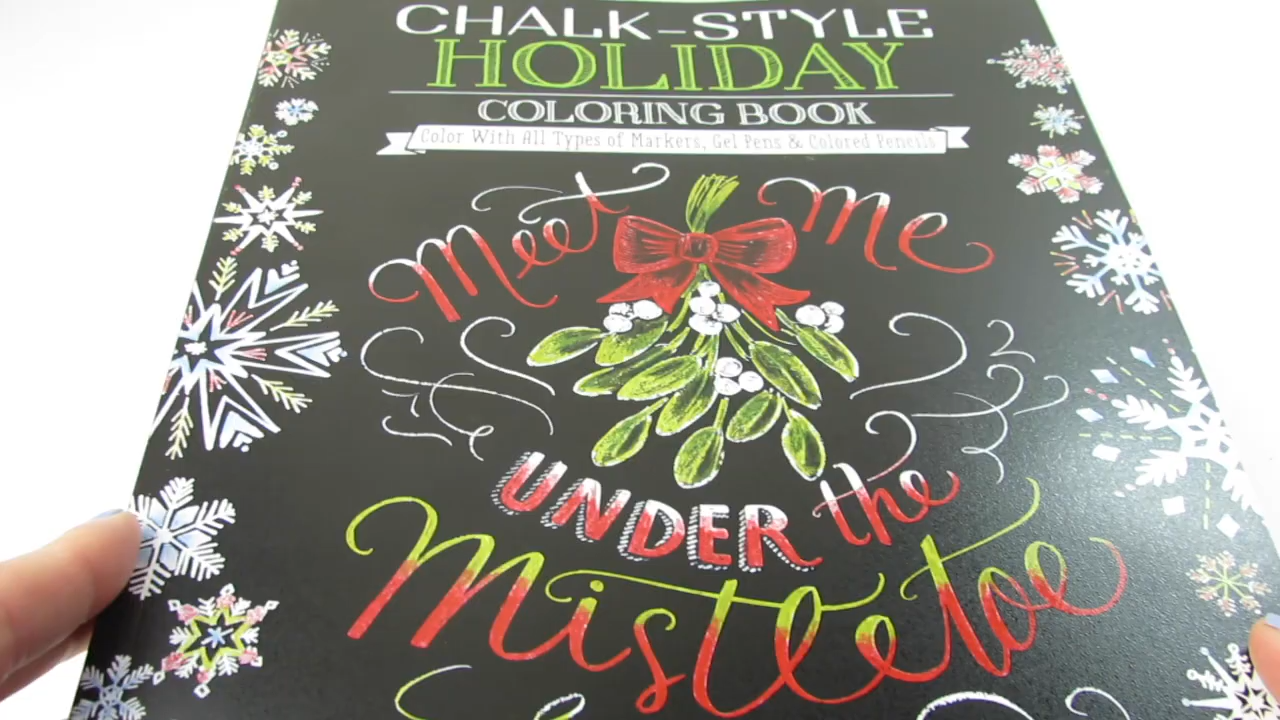 CHALK-STYLE
HOLIDAY
COLORING BOOK
Color With All Types of Markers, Gel Pens & Colored Pencils
Meet Me
UNDER the
Mistletoe